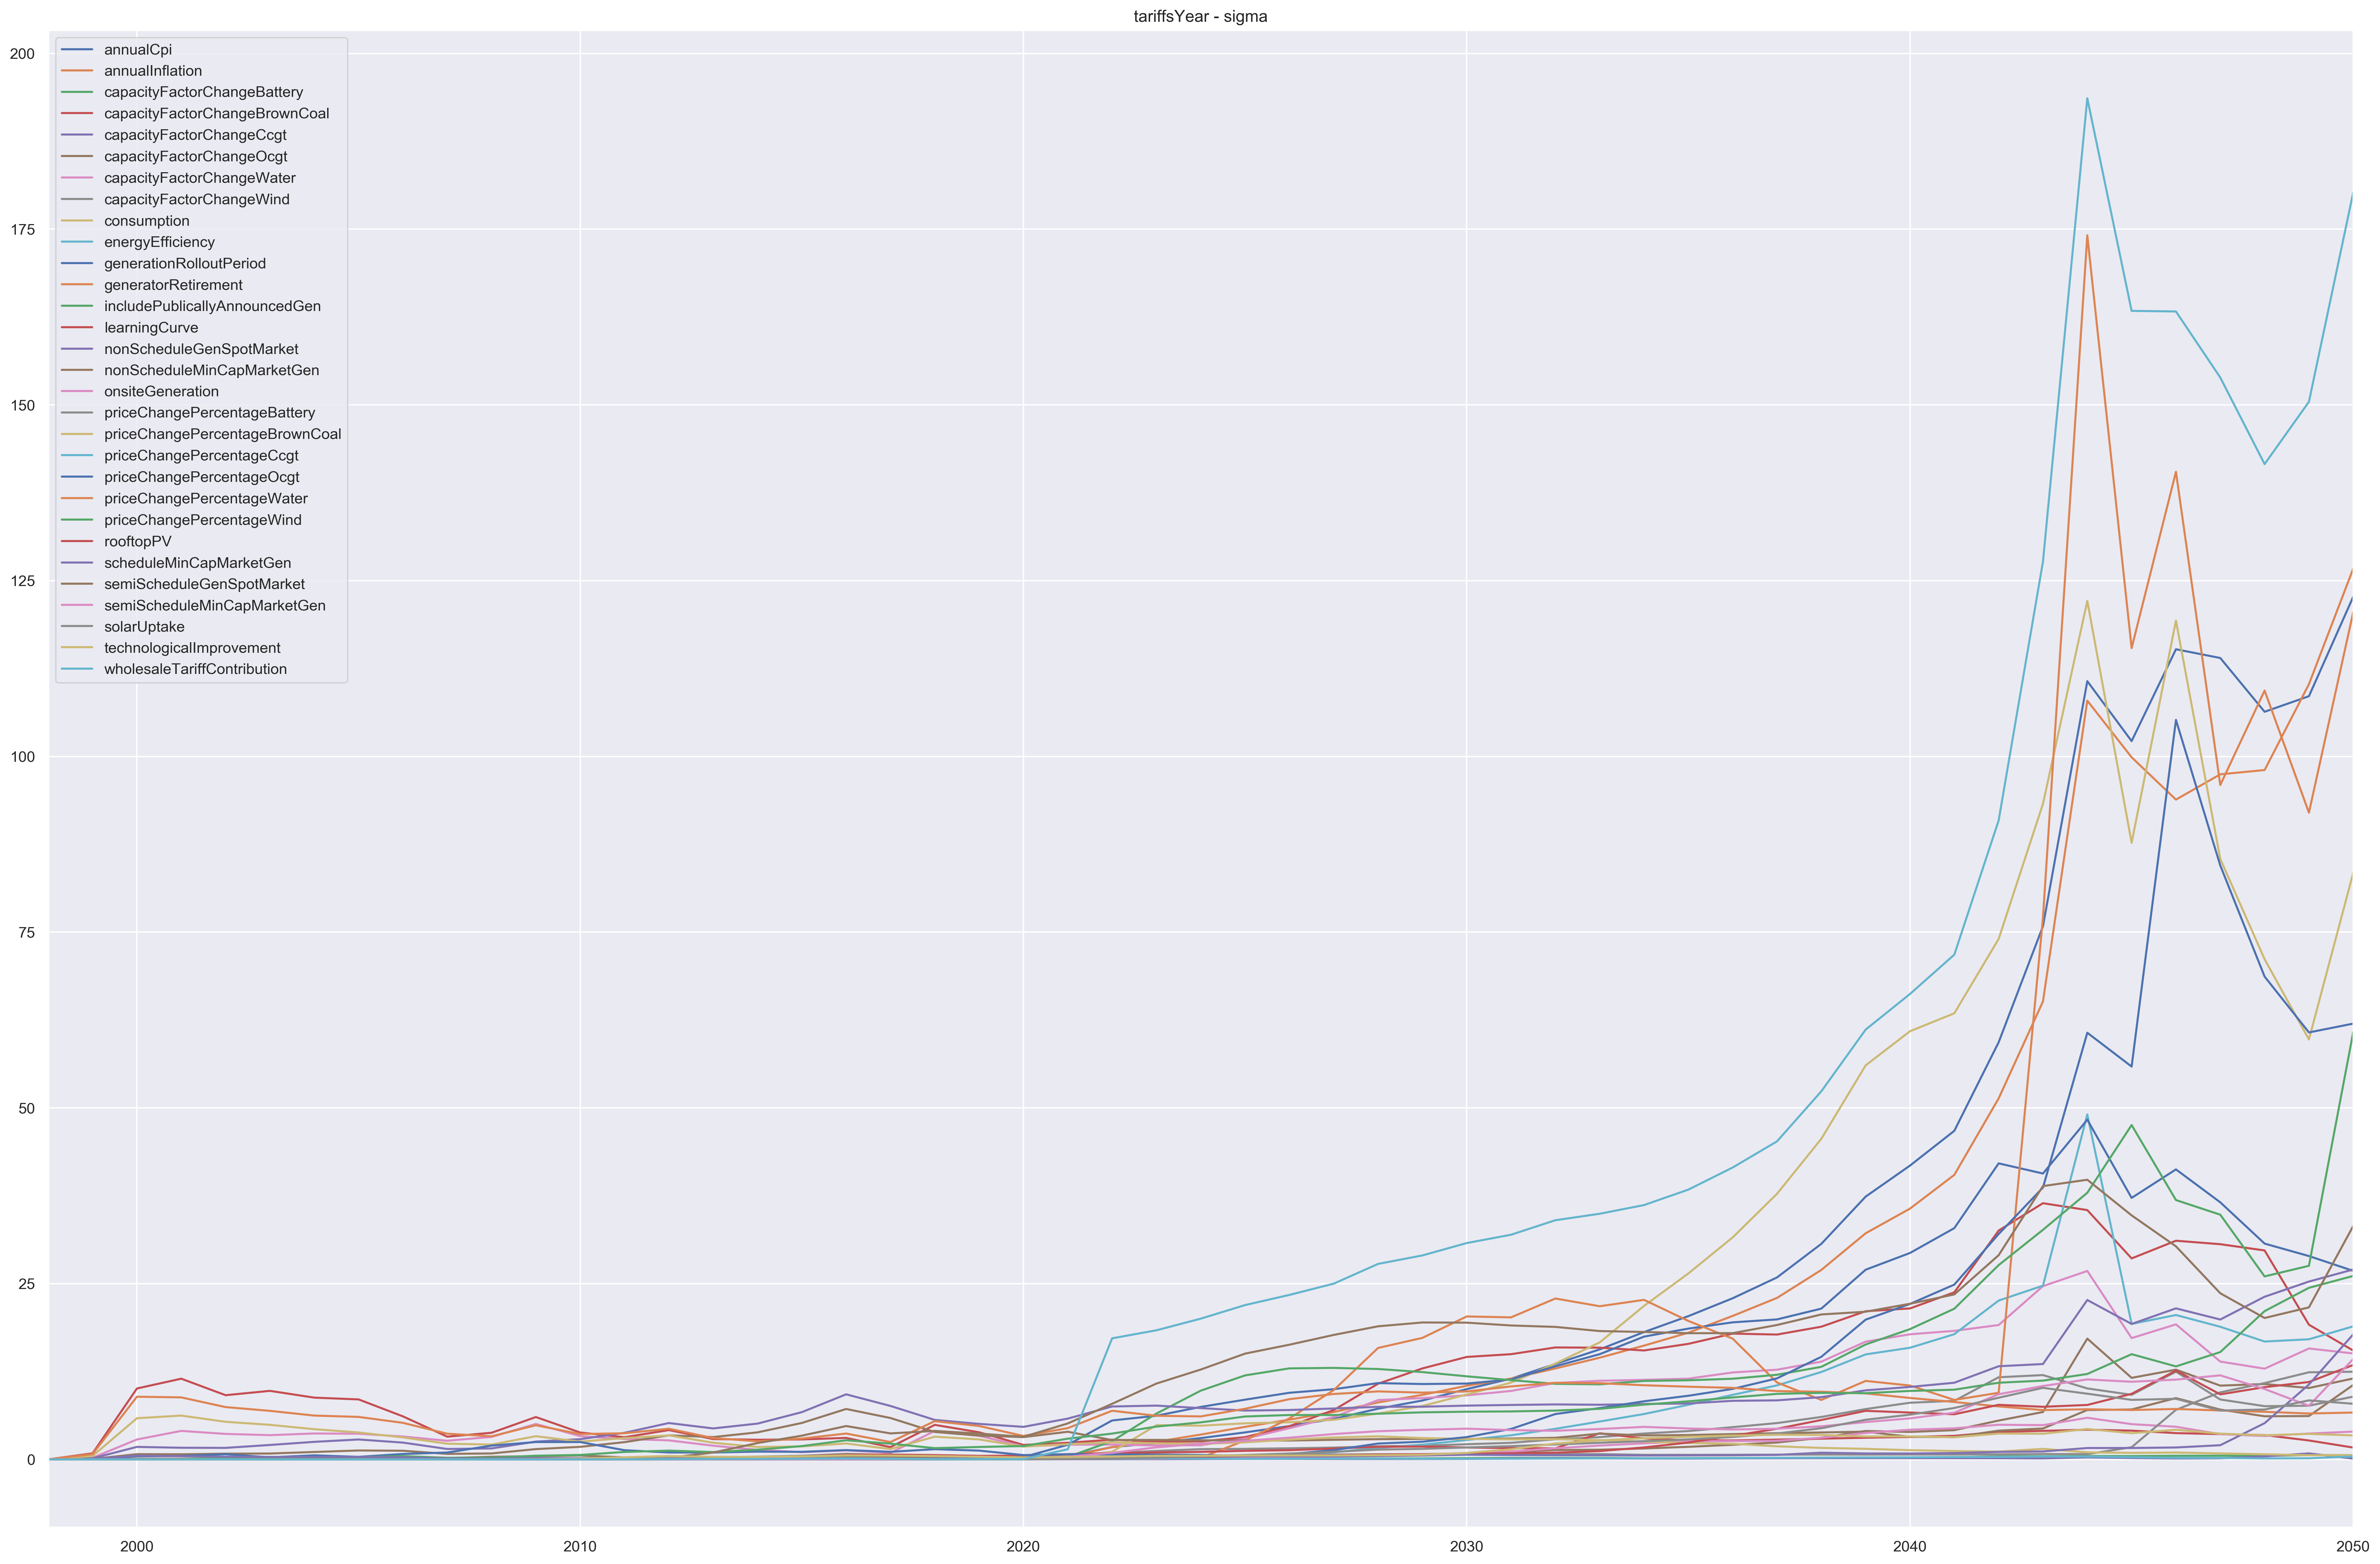 tariffsYear - sigma
200
175
150
125
100
75
50
25
0
annualCpi
annualInflation
capacityFactorChangeBattery
capacityFactorChangeBrownCoal
capacityFactorChangeCcgt
capacityFactorChangeOcgt
capacityFactorChangeWater
capacityFactorChangeWind
consumption
energyEfficiency
generationRolloutPeriod
generatorRetirement
includePublicallyAnnouncedGen
learningCurve
nonScheduleGenSpotMarket
nonScheduleMinCapMarketGen
onsiteGeneration
priceChangePercentageBattery
priceChangePercentageBrownCoal
priceChangePercentageCcgt
priceChangePercentageOcgt
priceChangePercentageWater
priceChangePercentageWind
rooftopPV
scheduleMinCapMarketGen
semiScheduleGenSpotMarket
semiScheduleMinCapMarketGen
solarUptake
technologicalImprovement
wholesaleTariffContribution
2000 2010 2020 2030 2040 2050